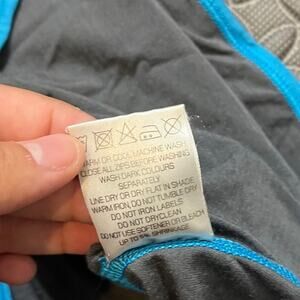 WARM OR COOL MACHINE WASH
CLOSE ALL ZIPS BEFORE WASHING
WASH DARK COLOURS
SEPARATELY
LINE DRY OR DRY FLAT IN SHADE
WARM IRON, DO NOT TUMBLE DRY
DO NOT IRON LABELS
DO NOT DRYCLEAN
DO NOT USE SOFTENER OR BLEACH
UP TO 5% SHRINKAGE